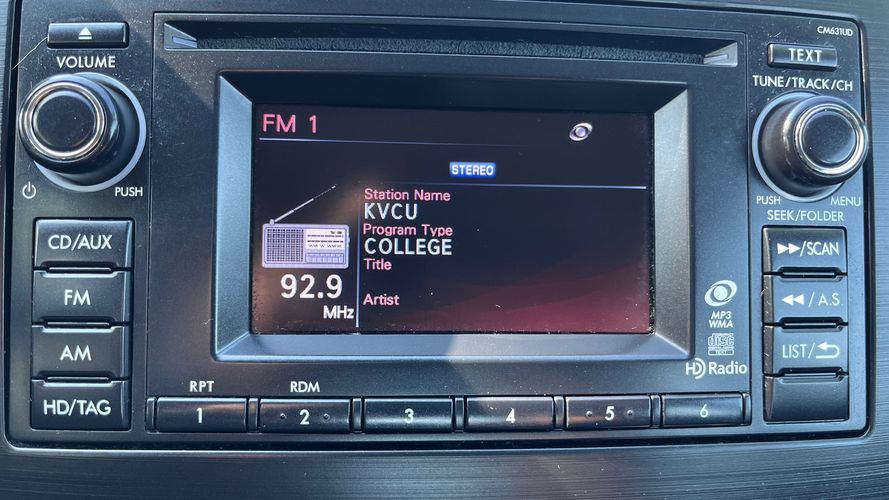 CM631UD
VOLUME
TEXT
TUNE/TRACK/CH
FM 1
STEREO
Station Name
KVCU
Program Type
COLLEGE
Title
92.9
MHz
Artist
PUSH
PUSH
MENU
SEEK/FOLDER
CD/AUX
FM
AM
HD/TAG
▶▶/SCAN
◀◀/A.S.
LIST/
MP3
WMA
DISC
TEXT
HD Radio
RPT
RDM
1
2
3
4
5
6